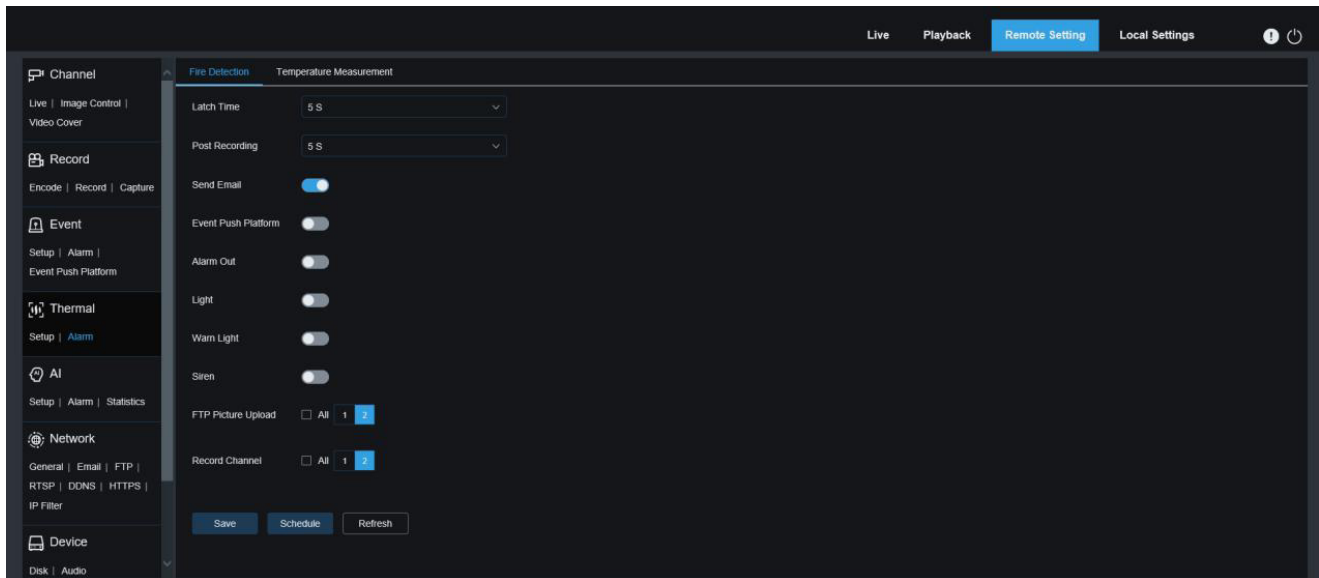 Live Playback Remote Setting Local Settings
Channel
Live | Image Control |
Video Cover
Record
Encode | Record | Capture
Event
Setup | Alarm |
Event Push Platform
Thermal
Setup | Alarm
AI
Setup | Alarm | Statistics
Network
General | Email | FTP |
RTSP | DDNS | HTTPS |
IP Filter
Device
Disk | Audio
Fire Detection Temperature Measurement
Latch Time 5 S
Post Recording 5 S
Send Email
Event Push Platform
Alarm Out
Light
Warn Light
Siren
FTP Picture Upload All 1 2
Record Channel All 1 2
Save Schedule Refresh